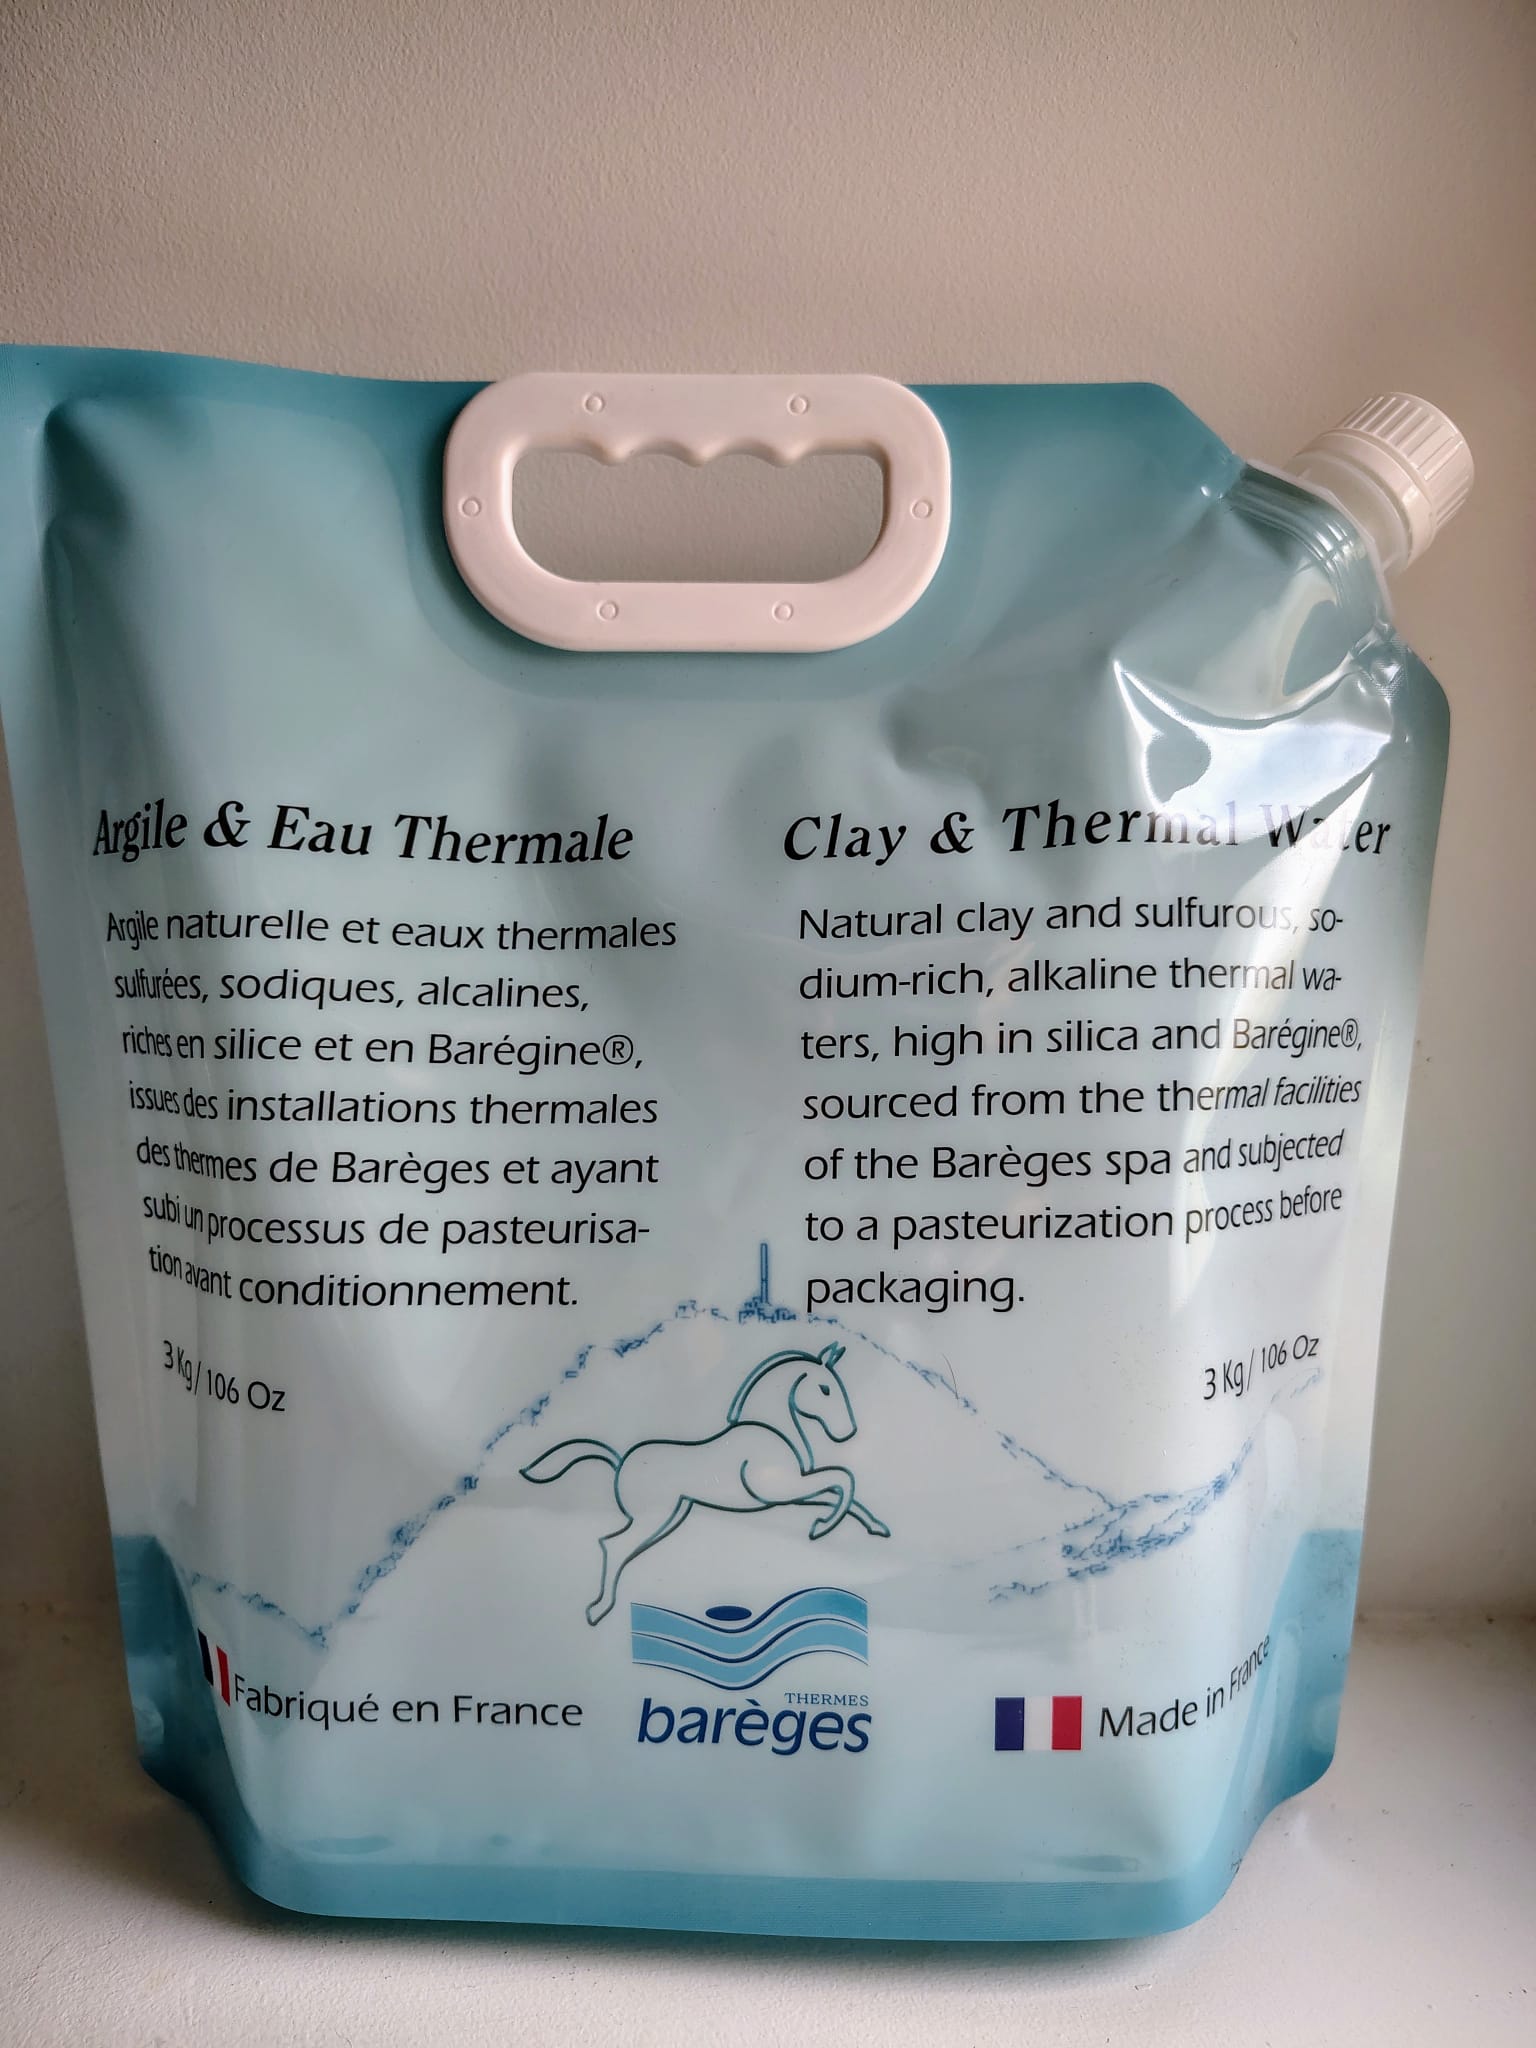 Argile & Eau Thermale
Argile naturelle et eaux thermales
sulfurées, sodiques, alcalines,
riches en silice et en Barégine®,
issues des installations thermales
des thermes de Barèges et ayant
subi un processus de pasteurisa-
tion avant conditionnement.
3 Kg / 106 Oz
Clay & Thermal Water
Natural clay and sulfurous, so-
dium-rich, alkaline thermal wa-
ters, high in silica and Barégine®,
sourced from the thermal facilities
of the Barèges spa and subjected
to a pasteurization process before
packaging.
3 Kg / 106 Oz
Fabriqué en France
THERMES
barèges
Made in France